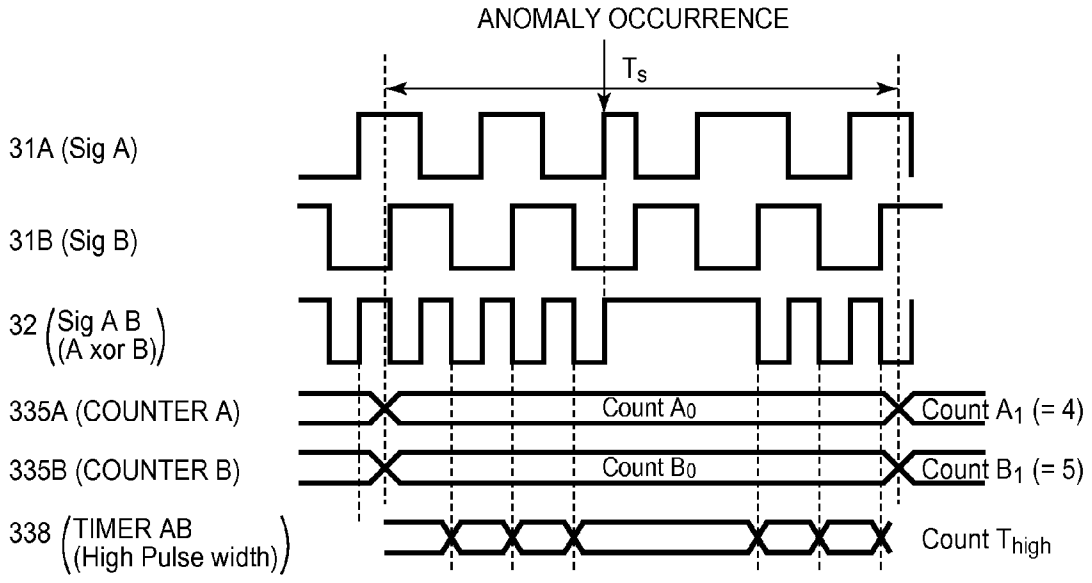 ANOMALY OCCURRENCE
Ts
31A (Sig A)
31B (Sig B)
32 (Sig A B
(A xor B))
335A (COUNTER A)
Count A0
Count A1 (= 4)
335B (COUNTER B)
Count B0
Count B1 (= 5)
338 (TIMER AB
(High Pulse width))
Count Thigh